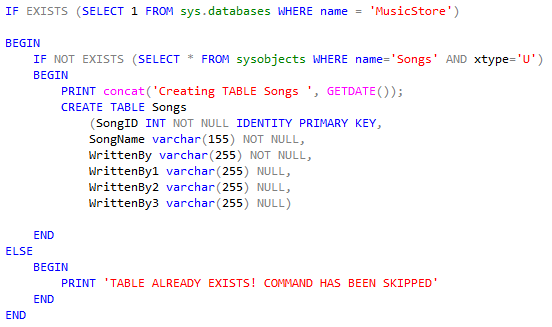 IF EXISTS (SELECT 1 FROM sys.databases WHERE name = 'MusicStore')
BEGIN
IF NOT EXISTS (SELECT * FROM sysobjects WHERE name='Songs' AND xtype='U')
BEGIN
PRINT concat('Creating TABLE Songs ', GETDATE());
CREATE TABLE Songs
(SongID INT NOT NULL IDENTITY PRIMARY KEY,
SongName varchar(155) NOT NULL,
WrittenBy varchar(255) NOT NULL,
WrittenBy1 varchar(255) NULL,
WrittenBy2 varchar(255) NULL,
WrittenBy3 varchar(255) NULL)
END
ELSE
BEGIN
PRINT 'TABLE ALREADY EXISTS! COMMAND HAS BEEN SKIPPED'
END
END